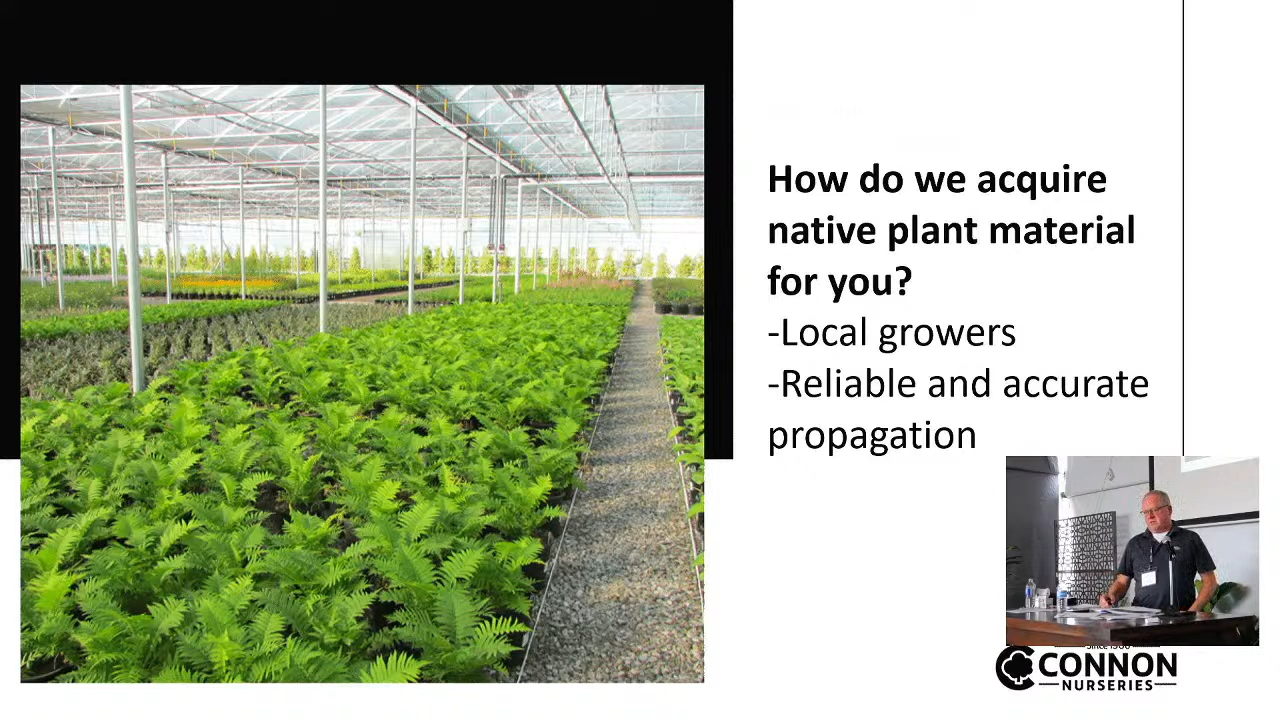 How do we acquire
native plant material
for you?
-Local growers
-Reliable and accurate
propagation
CONNON
NURSERIES